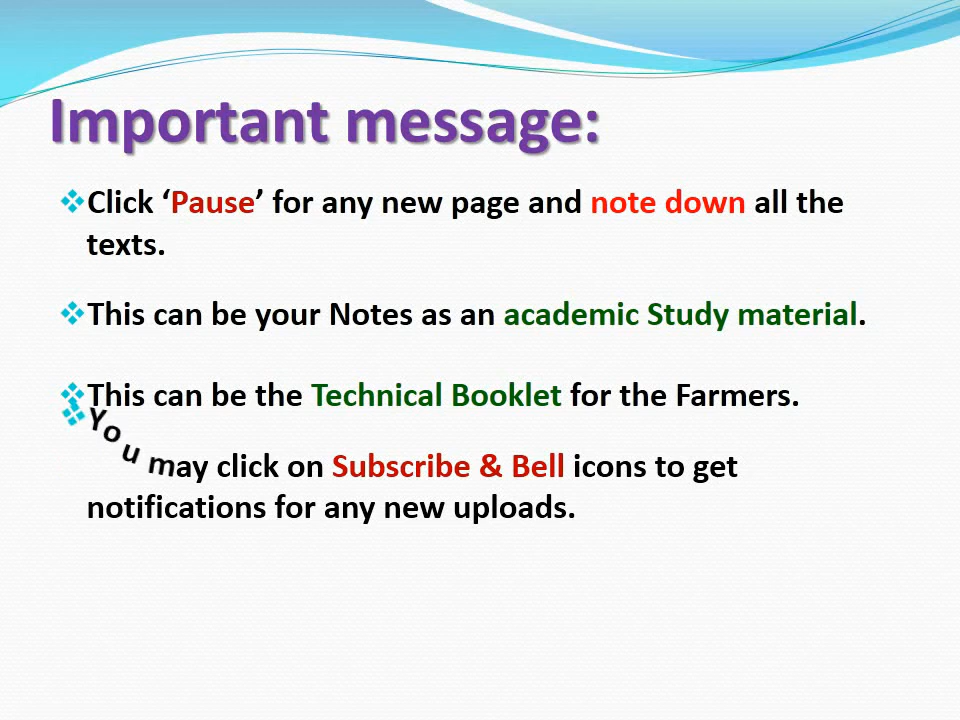 Important message:
❖Click ‘Pause’ for any new page and note down all the
texts.
❖This can be your Notes as an academic Study material.
❖This can be the Technical Booklet for the Farmers.
❖You may click on Subscribe & Bell icons to get
notifications for any new uploads.